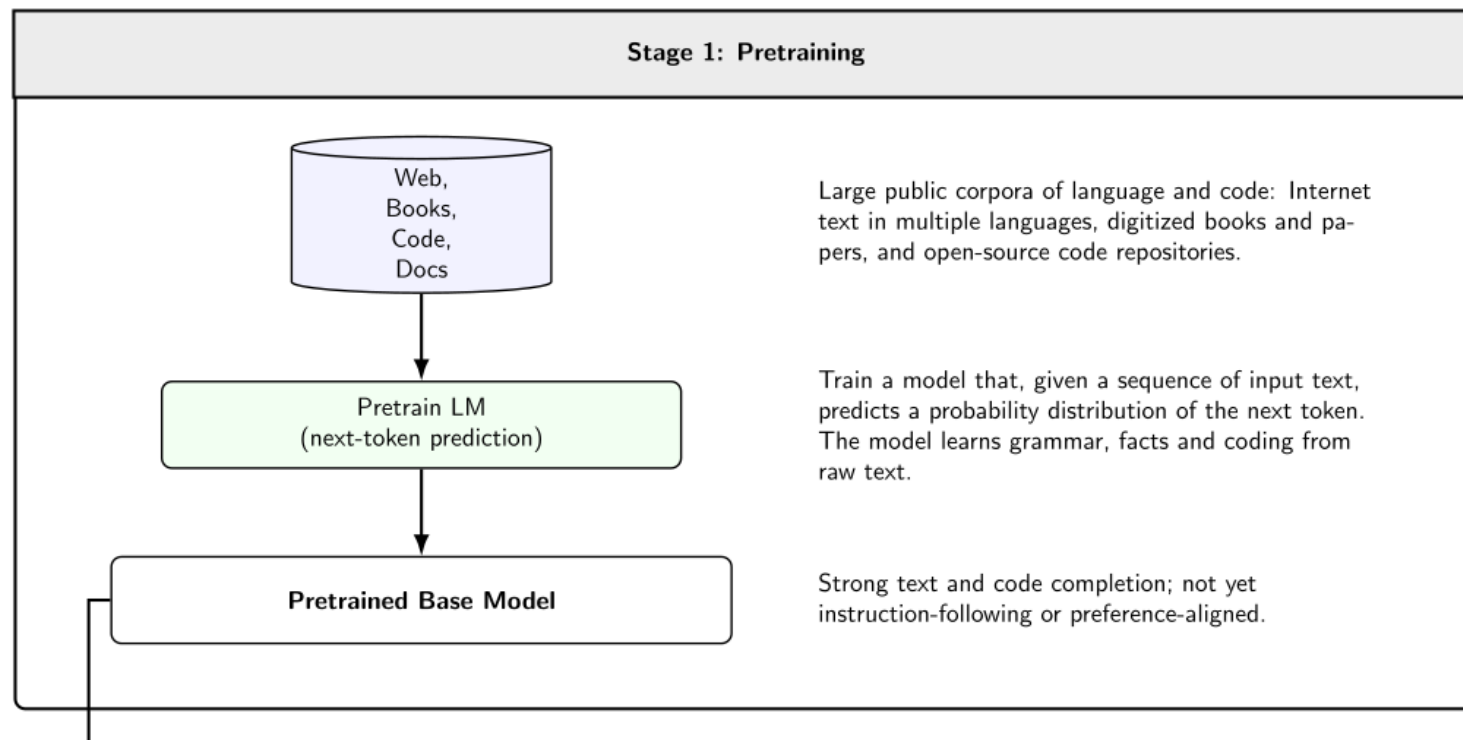 Stage 1: Pretraining
Web,
Books,
Code,
Docs
Large public corpora of language and code: Internet
text in multiple languages, digitized books and pa-
pers, and open-source code repositories.
Pretrain LM
(next-token prediction)
Train a model that, given a sequence of input text,
predicts a probability distribution of the next token.
The model learns grammar, facts and coding from
raw text.
Pretrained Base Model
Strong text and code completion; not yet
instruction-following or preference-aligned.